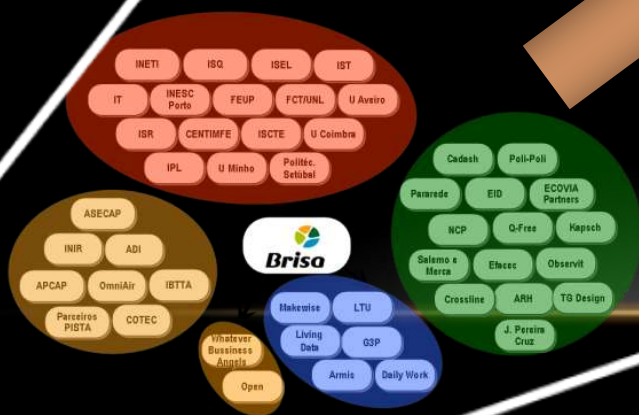 INETI ISQ ISEL IST
IT INESC Porto FEUP FCT/UNL U Aveiro
ISR CENTIMFE ISCTE U Coimbra
IPL U Minho Politéc. Setúbal
ASECAP
INIR ADI
APCAP OmniAir IBTTA
Parceiros PISTA COTEC
Brisa
Cadash Poli-Poli
Pararede EID ECOVIA Partners
NCP Q-Free Kapsch
Salamo e Merca Efacec Observit
Crossline ARH TG Design
J. Pereira Cruz
Makewise LTU
Living Data G3P
Armis Daily Work
Whatever Bussiness Angels
Open